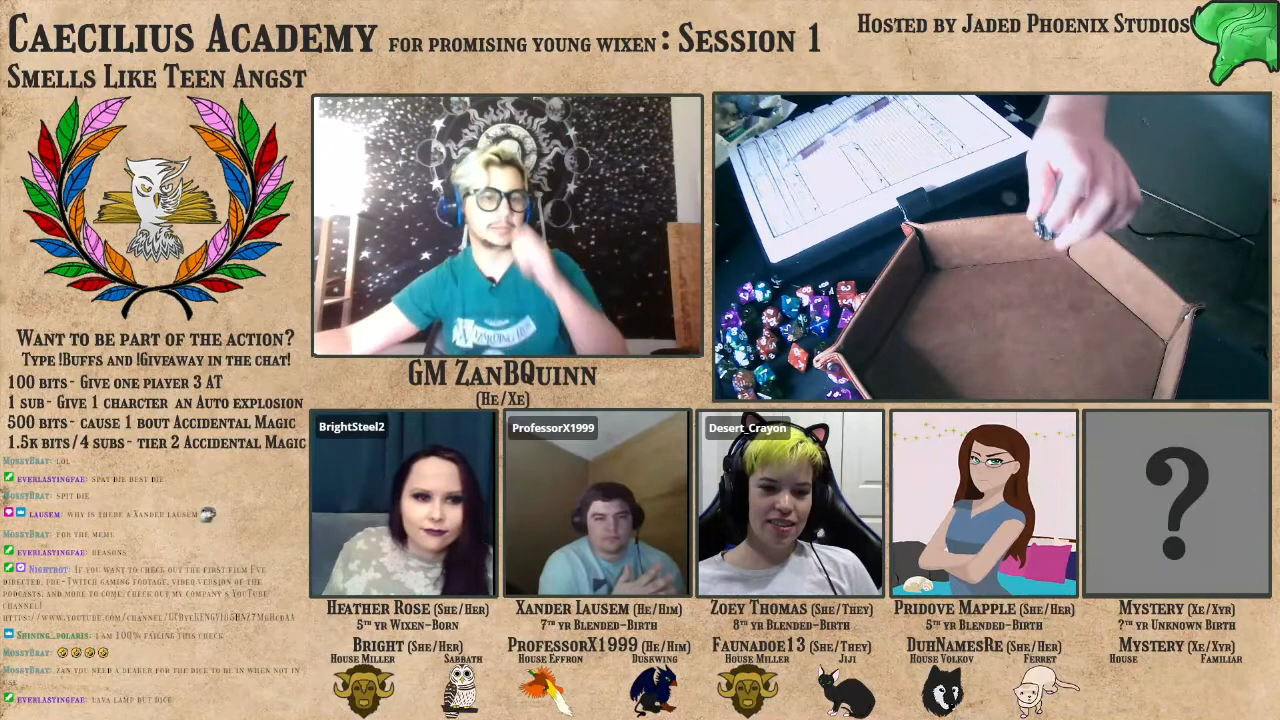 Caecilius Academy for promising young wixen: Session 1
Hosted by Jaded Phoenix Studios
Smells Like Teen Angst
Want to be part of the action?
Type !Buffs and !Giveaway in the chat!
100 bits - Give one player 3 AT
1 sub - Give 1 charcter an Auto explosion
500 bits - cause 1 bout Accidental Magic
1.5k bits/4 subs - tier 2 Accidental Magic
MossyBray: lol
everlastingfae: spat die best die
MossyBray: spit die
lausem: why is there a Xander lausem
MossyBray: for the meme
everlastingfae: reasons
Nightbot: If you want to check out the first film I've
directed, pre-Twitch gaming footage, video version of the
podcasts, and more to come, check out my company's YouTube
channel!
Shining_polaris: I am 100% failing this check
MossyBray:
MossyBray: Zan you need a beaker for the dice to be in when not in
use
everlastingfae: lava lamp but dice
GM ZanBQuinn
(He/Xe)
BrightSteel2
ProfessorX1999
Desert_Crayon
?
Heather Rose (She/Her)
5th yr Wixen-Born
Bright (She/Her)
House Miller
Sabbath
Xander Lausem (He/Him)
7th yr Blended-Birth
ProfessorX1999 (He/Him)
House Effron
Duskwing
Zoey Thomas (She/They)
8th yr Blended-Birth
Faunadoe13 (She/They)
House Miller
Jiji
Pridove Mapple (She/Her)
5th yr Blended-Birth
DuhNamesRe (She/Her)
House Volkov
Ferret
Mystery (Xe/Xyr)
?th yr Unknown Birth
Mystery (Xe/Xyr)
House
Familiar